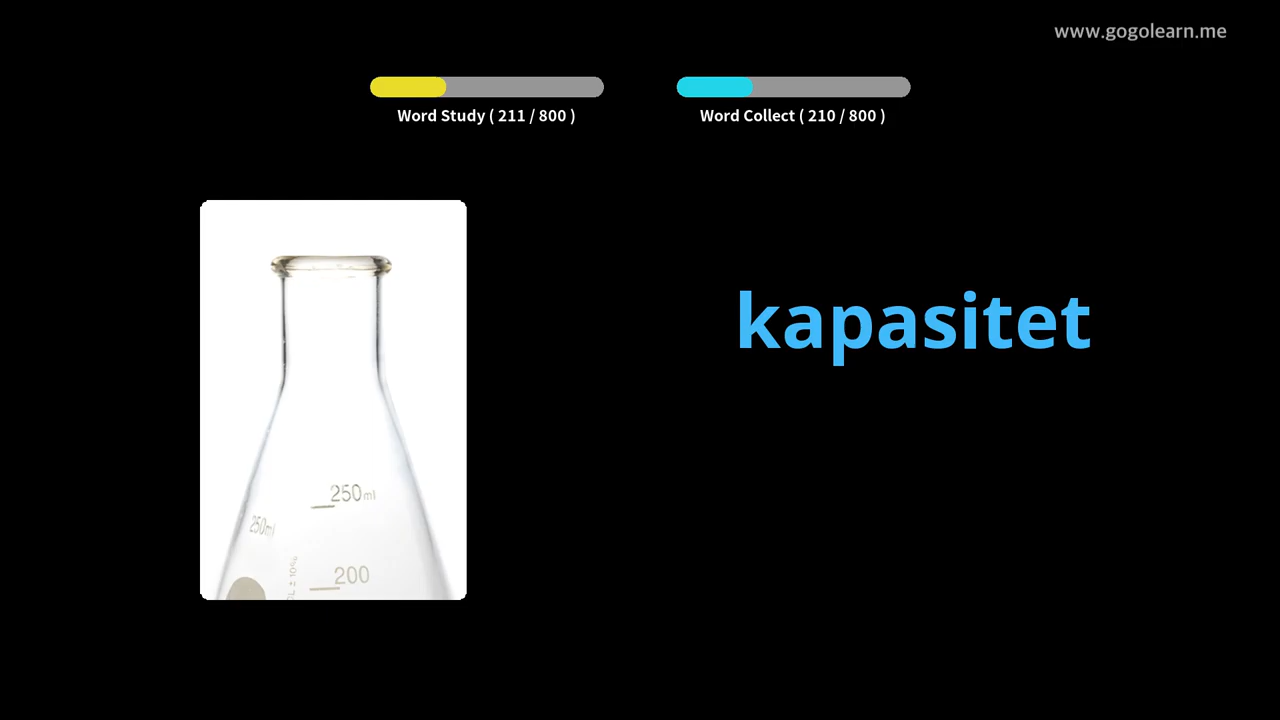 www.gogolearn.me
Word Study ( 211 / 800 )
Word Collect ( 210 / 800 )
kapasitet
250ml
250ml
200